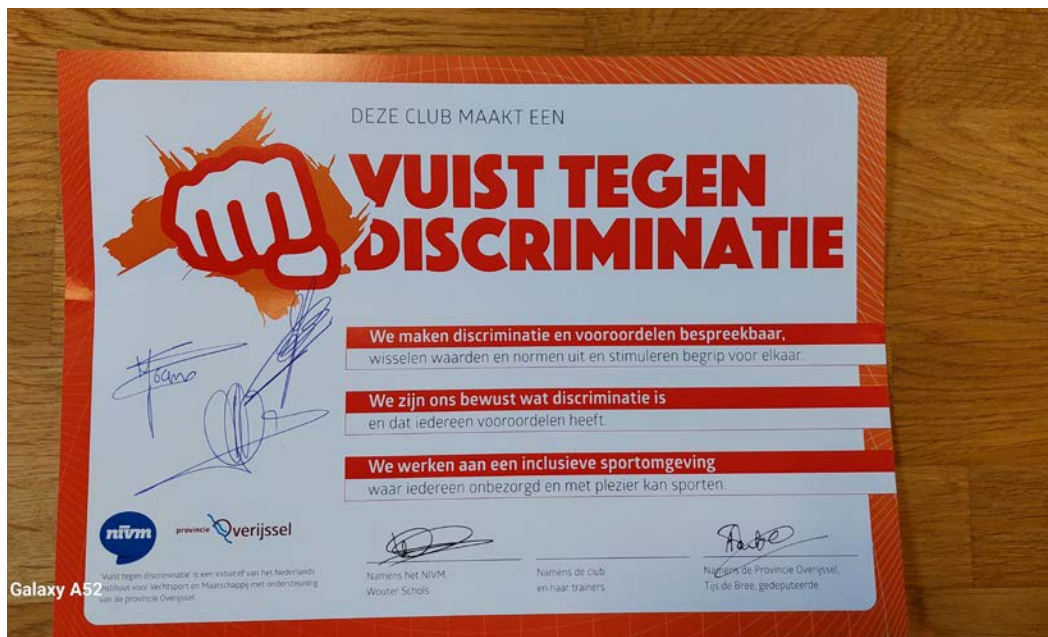 DEZE CLUB MAAKT EEN
VUIST TEGEN
DISCRIMINATIE
We maken discriminatie en vooroordelen bespreekbaar,
wisselen waarden en normen uit en stimuleren begrip voor elkaar.
We zijn ons bewust wat discriminatie is
en dat iedereen vooroordelen heeft.
We werken aan een inclusieve sportomgeving
waar iedereen onbezorgd en met plezier kan sporten.
nivm
provincie Overijssel
'Vuist tegen discriminatie' is een initiatief van het Nederlands
Instituut voor Vechtsport en Maatschappij met ondersteuning
van de provincie Overijssel.
Namens het NIVM,
Wouter Schols
Namens de club
en haar trainers
Namens de Provincie Overijssel,
Tijs de Bree, gedeputeerde
Galaxy A52